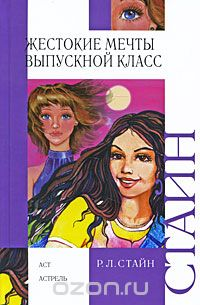 ЖЕСТОКИЕ МЕЧТЫ
ВЫПУСКНОЙ КЛАСС
СТАЙН
АСТ
АСТРЕЛЬ
Р. Л. СТАЙН
ozon.ru